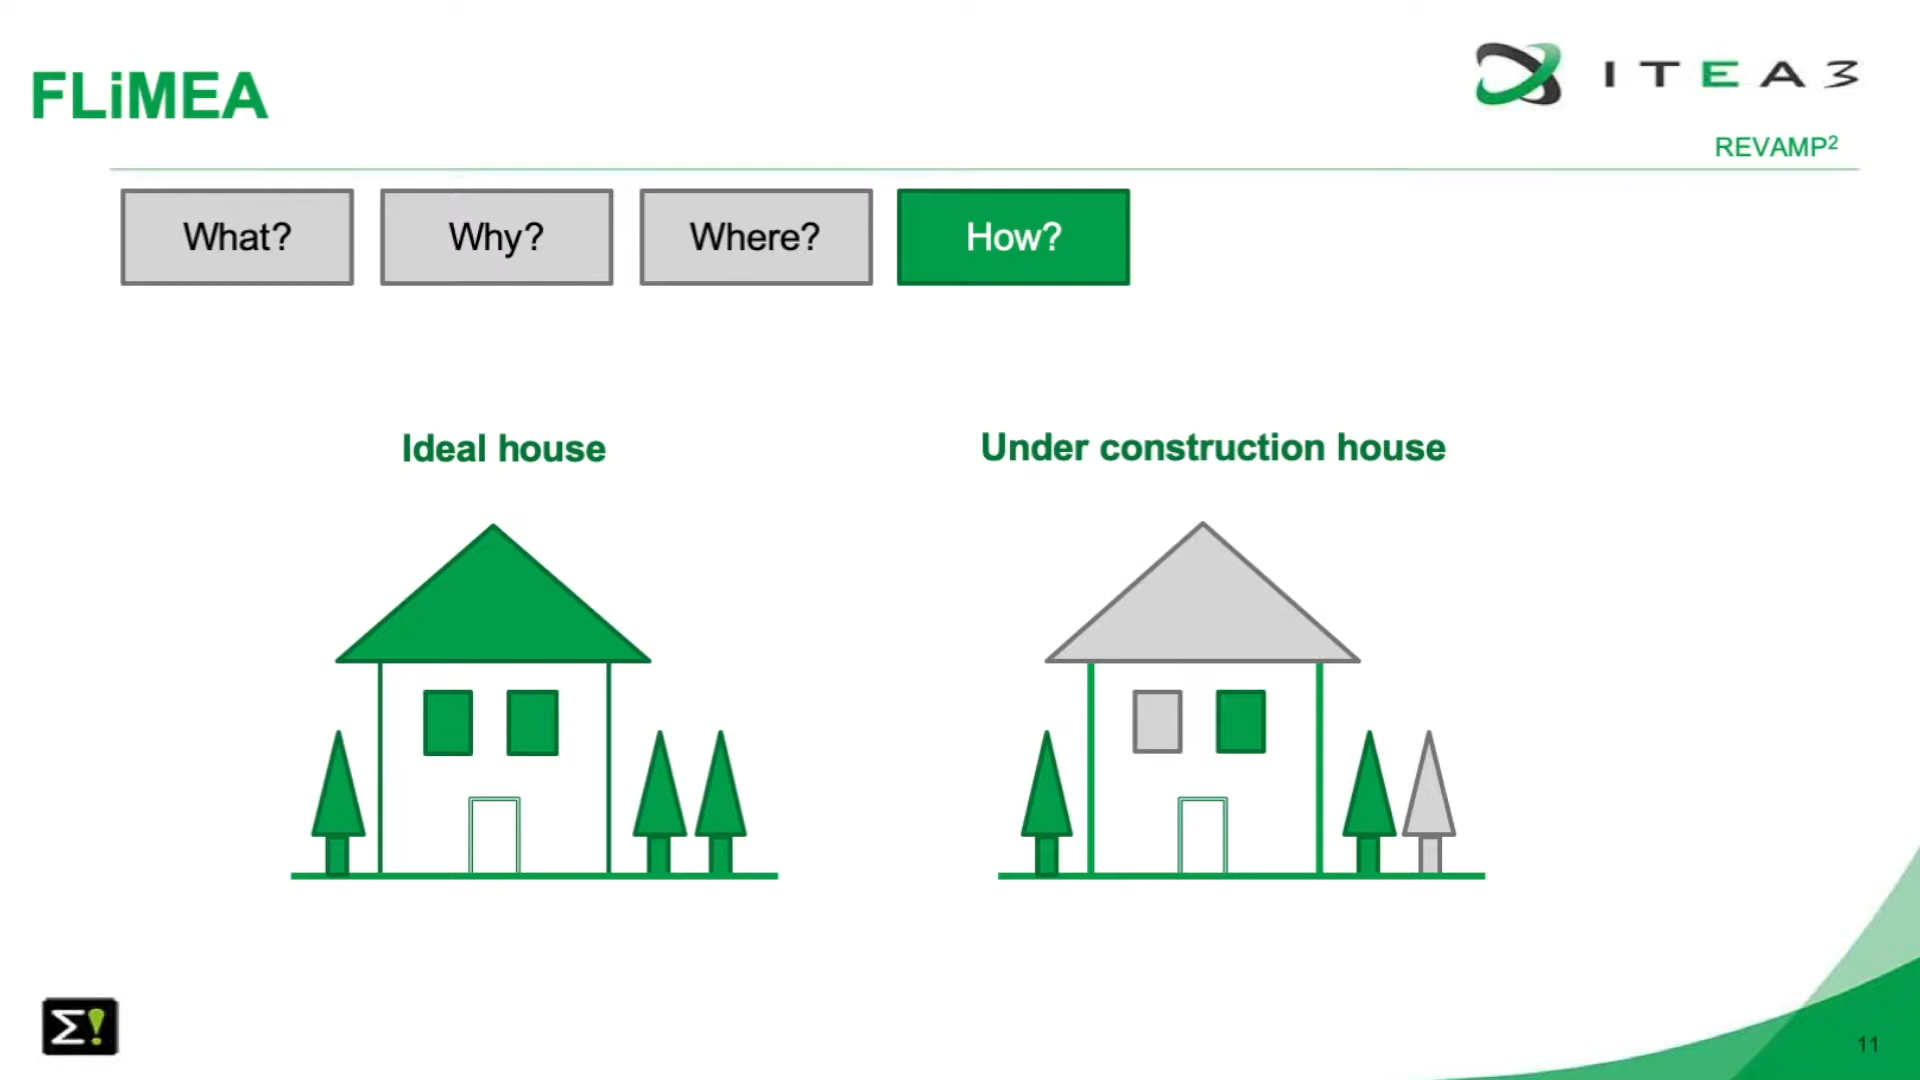 FLiMEA
ITEA3
REVAMP²
What?
Why?
Where?
How?
Ideal house
Under construction house
Σ!
11